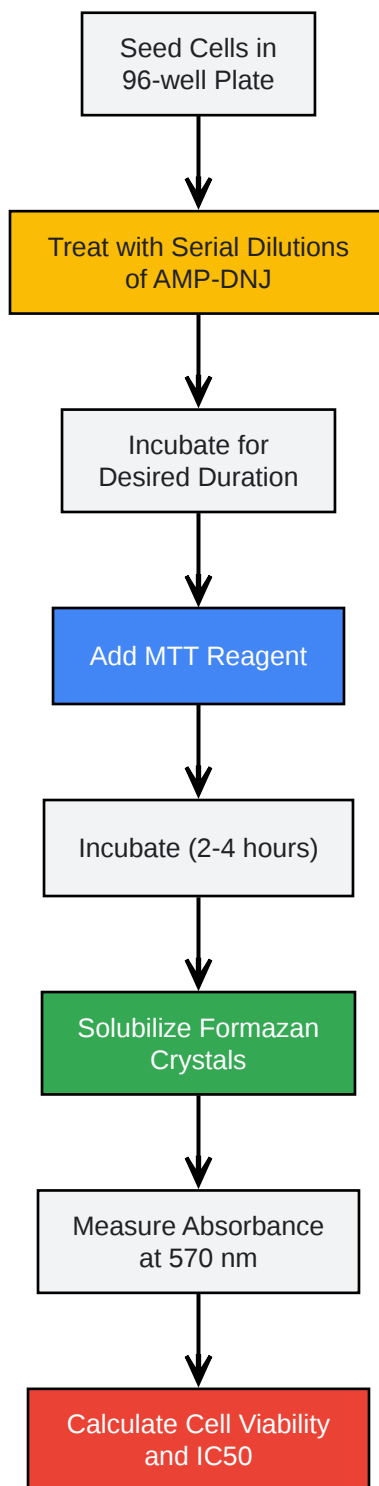 Seed Cells in
96-well Plate
Treat with Serial Dilutions
of AMP-DNJ
Incubate for
Desired Duration
Add MTT Reagent
Incubate (2-4 hours)
Solubilize Formazan
Crystals
Measure Absorbance
at 570 nm
Calculate Cell Viability
and IC50